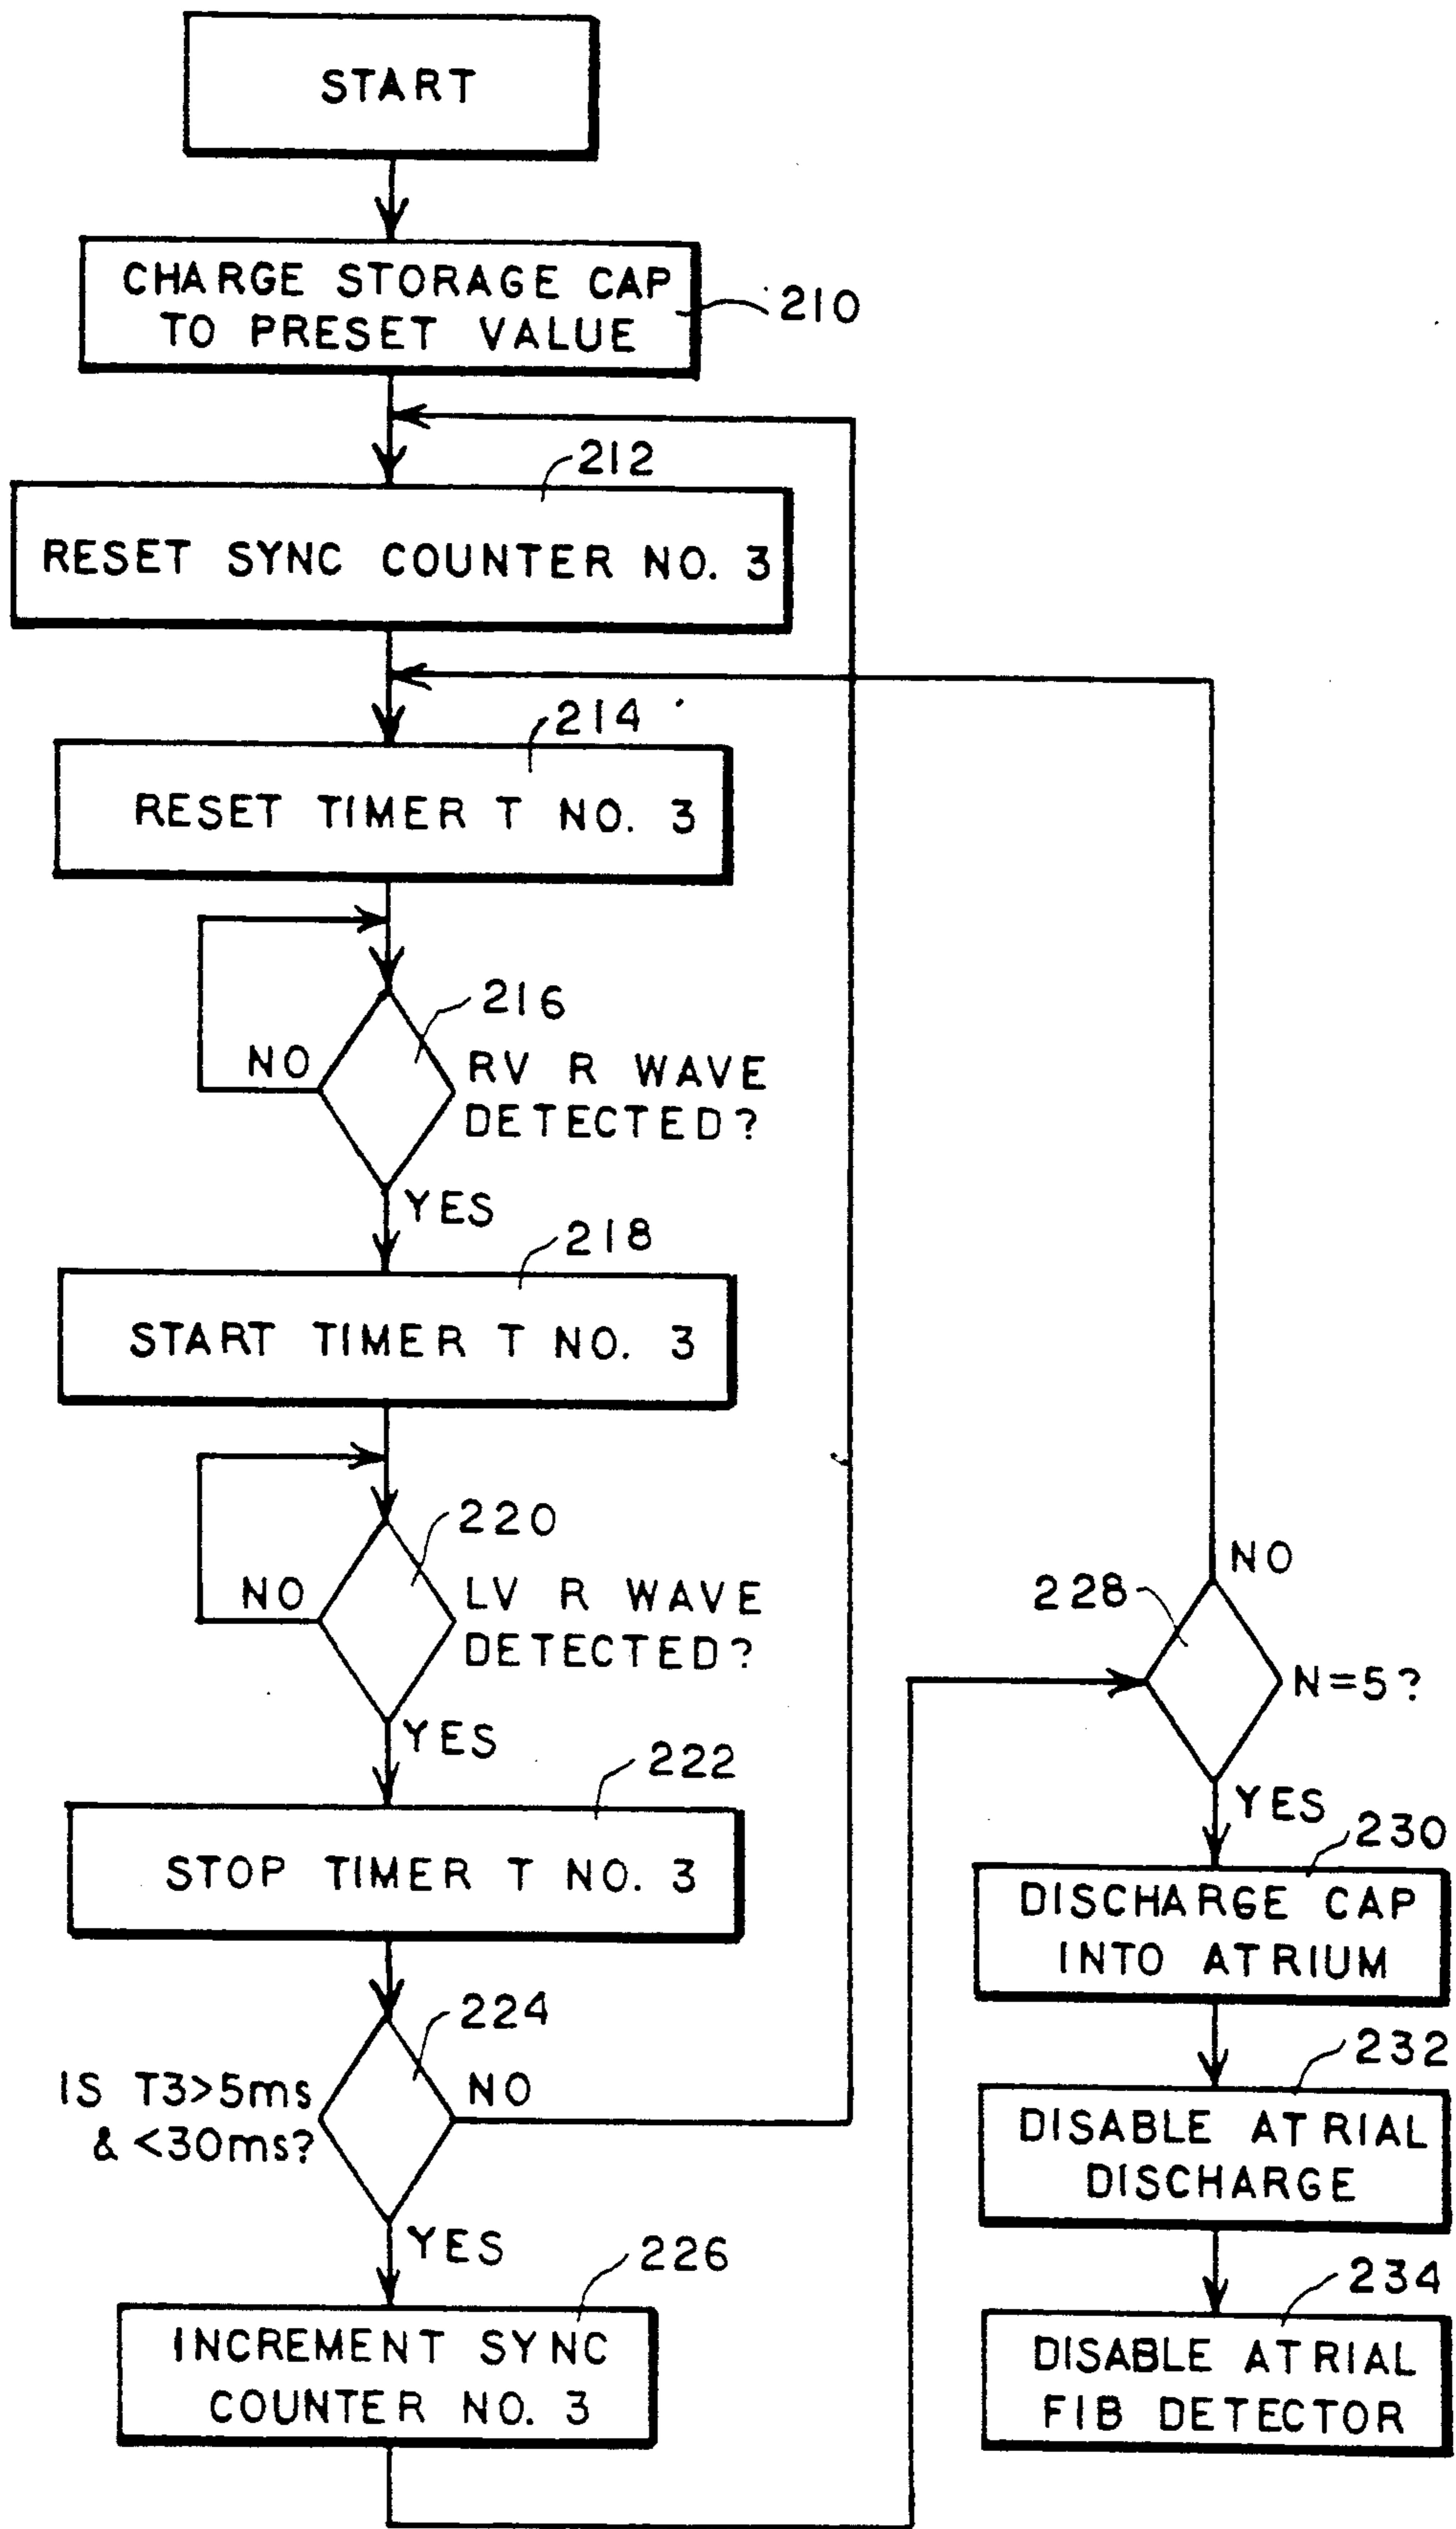 START
CHARGE STORAGE CAP
TO PRESET VALUE
210
212
RESET SYNC COUNTER NO. 3
214
RESET TIMER T NO. 3
216
NO
RV R WAVE
DETECTED?
YES
218
START TIMER T NO. 3
220
NO
LV R WAVE
DETECTED?
YES
222
STOP TIMER T NO. 3
224
IS T3>5ms
& <30ms?
NO
YES
226
INCREMENT SYNC
COUNTER NO. 3
NO
228
N=5?
YES
230
DISCHARGE CAP
INTO ATRIUM
232
DISABLE ATRIAL
DISCHARGE
234
DISABLE ATRIAL
FIB DETECTOR